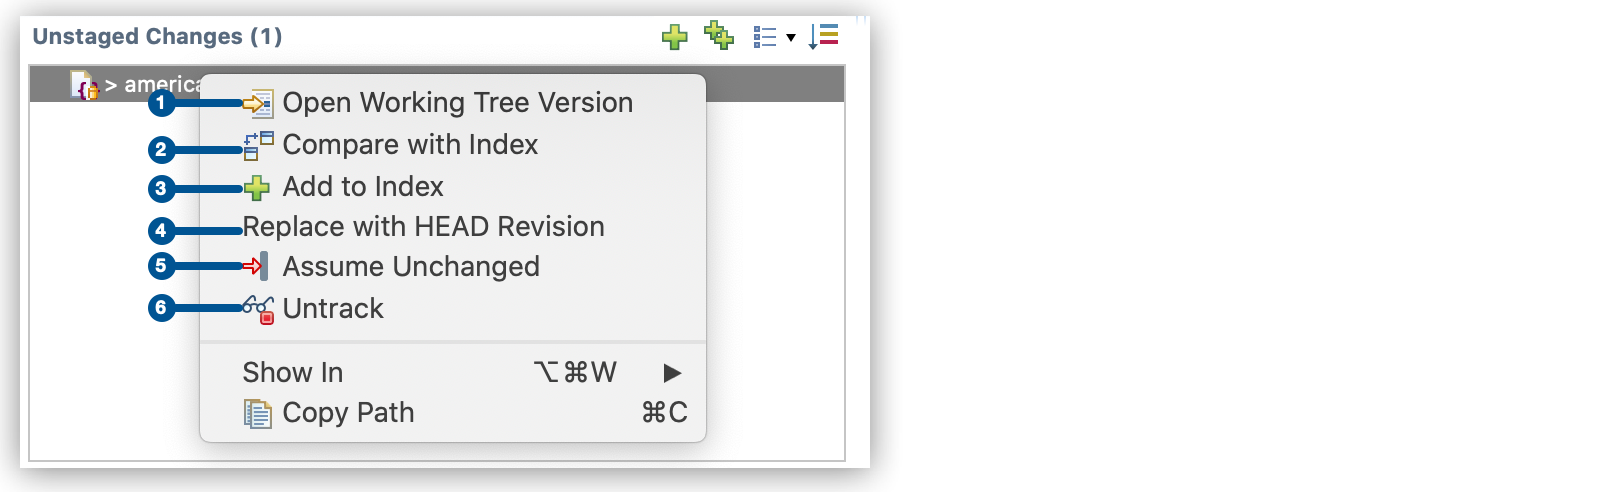 Unstaged Changes (1)
> america
1 Open Working Tree Version
2 Compare with Index
3 Add to Index
4 Replace with HEAD Revision
5 Assume Unchanged
6 Untrack
Show In ⌥⌘W ▶
Copy Path ⌘C